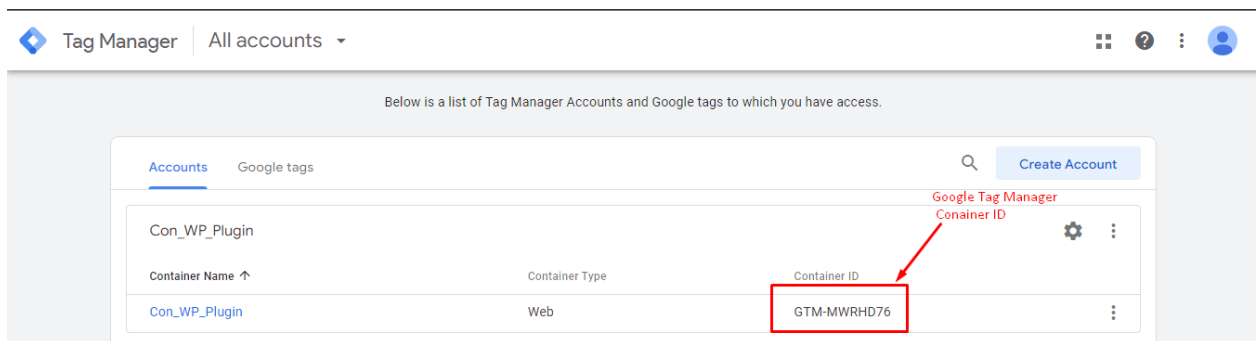 Tag Manager All accounts
Below is a list of Tag Manager Accounts and Google tags to which you have access.
Accounts Google tags Create Account
Google Tag Manager
Conainer ID
Con_WP_Plugin
Container Name Container Type Container ID
Con_WP_Plugin Web GTM-MWRHD76